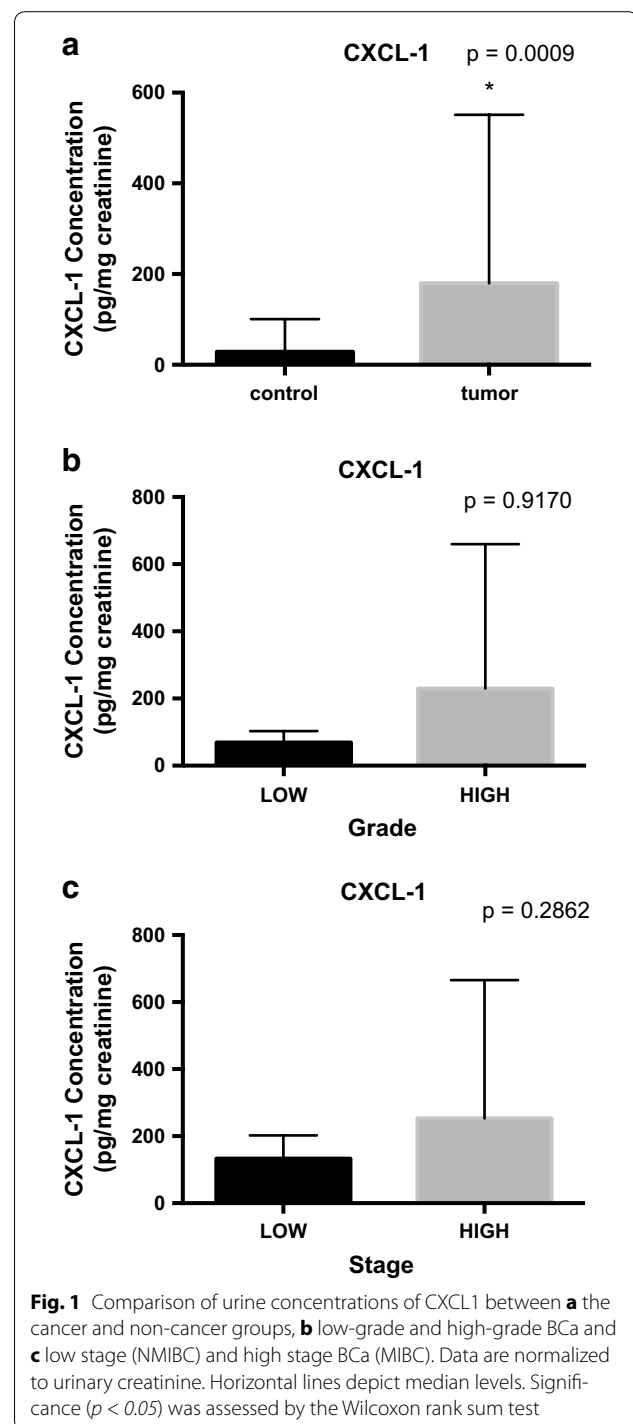 a
CXCL-1 p = 0.0009
*
CXCL-1 Concentration
(pg/mg creatinine)
600
400
200
0
control tumor
b
CXCL-1
p = 0.9170
CXCL-1 Concentration
(pg/mg creatinine)
800
600
400
200
0
LOW HIGH
Grade
c
CXCL-1
p = 0.2862
CXCL-1 Concentration
(pg/mg creatinine)
800
600
400
200
0
LOW HIGH
Stage
Fig. 1 Comparison of urine concentrations of CXCL1 between a the
cancer and non-cancer groups, b low-grade and high-grade BCa and
c low stage (NMIBC) and high stage BCa (MIBC). Data are normalized
to urinary creatinine. Horizontal lines depict median levels. Signifi-
cance (p < 0.05) was assessed by the Wilcoxon rank sum test